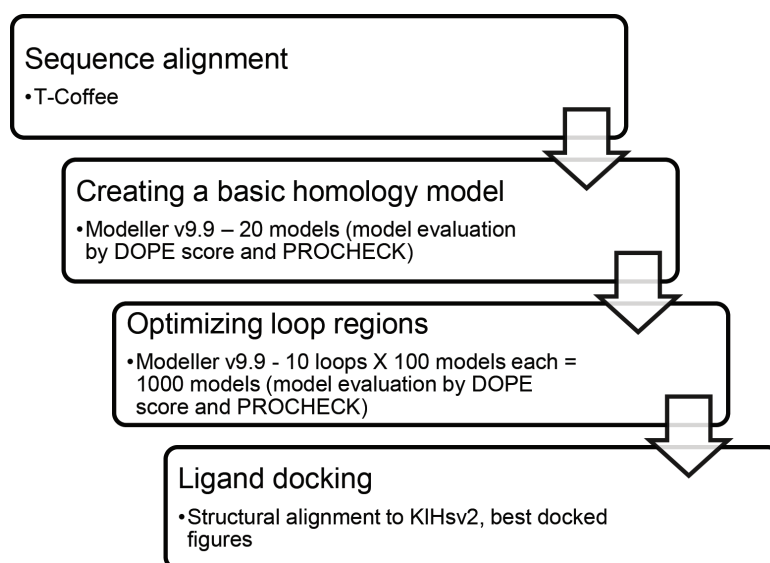 Sequence alignment
•T-Coffee
Creating a basic homology model
•Modeller v9.9 – 20 models (model evaluation
by DOPE score and PROCHECK)
Optimizing loop regions
•Modeller v9.9 - 10 loops X 100 models each =
1000 models (model evaluation by DOPE
score and PROCHECK)
Ligand docking
•Structural alignment to KIHsv2, best docked
figures